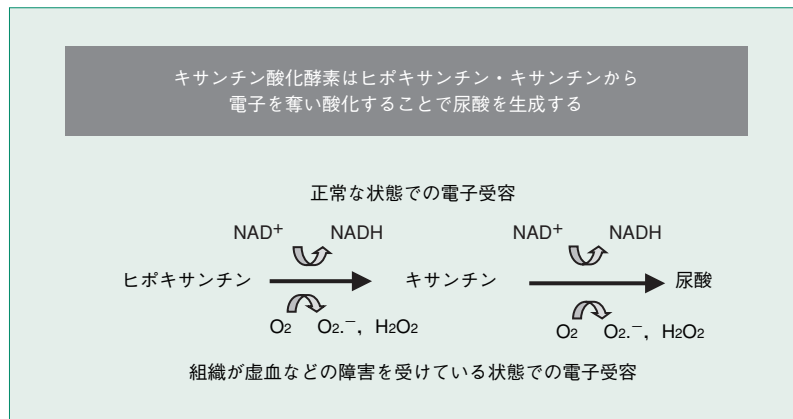 キサンチン酸化酵素はヒポキサンチン・キサンチンから
電子を奪い酸化することで尿酸を生成する
正常な状態での電子受容
NAD⁺ NADH NAD⁺ NADH
ヒポキサンチン キサンチン 尿酸
O₂ O₂.⁻, H₂O₂ O₂ O₂.⁻, H₂O₂
組織が虚血などの障害を受けている状態での電子受容